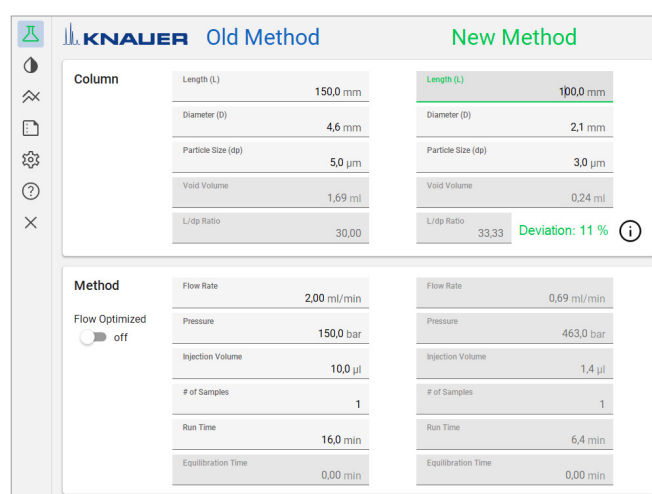 KNAUER Old Method New Method
Column
Length (L) Length (L)
150,0 mm 100,0 mm
Diameter (D) Diameter (D)
4,6 mm 2,1 mm
Particle Size (dp) Particle Size (dp)
5,0 µm 3,0 µm
Void Volume Void Volume
1,69 ml 0,24 ml
L/dp Ratio L/dp Ratio
30,00 33,33 Deviation: 11 %
Method
Flow Rate Flow Rate
2,00 ml/min 0,69 ml/min
Flow Optimized
off
Pressure Pressure
150,0 bar 463,0 bar
Injection Volume Injection Volume
10,0 µl 1,4 µl
# of Samples # of Samples
1 1
Run Time Run Time
16,0 min 6,4 min
Equilibration Time Equilibration Time
0,00 min 0,00 min